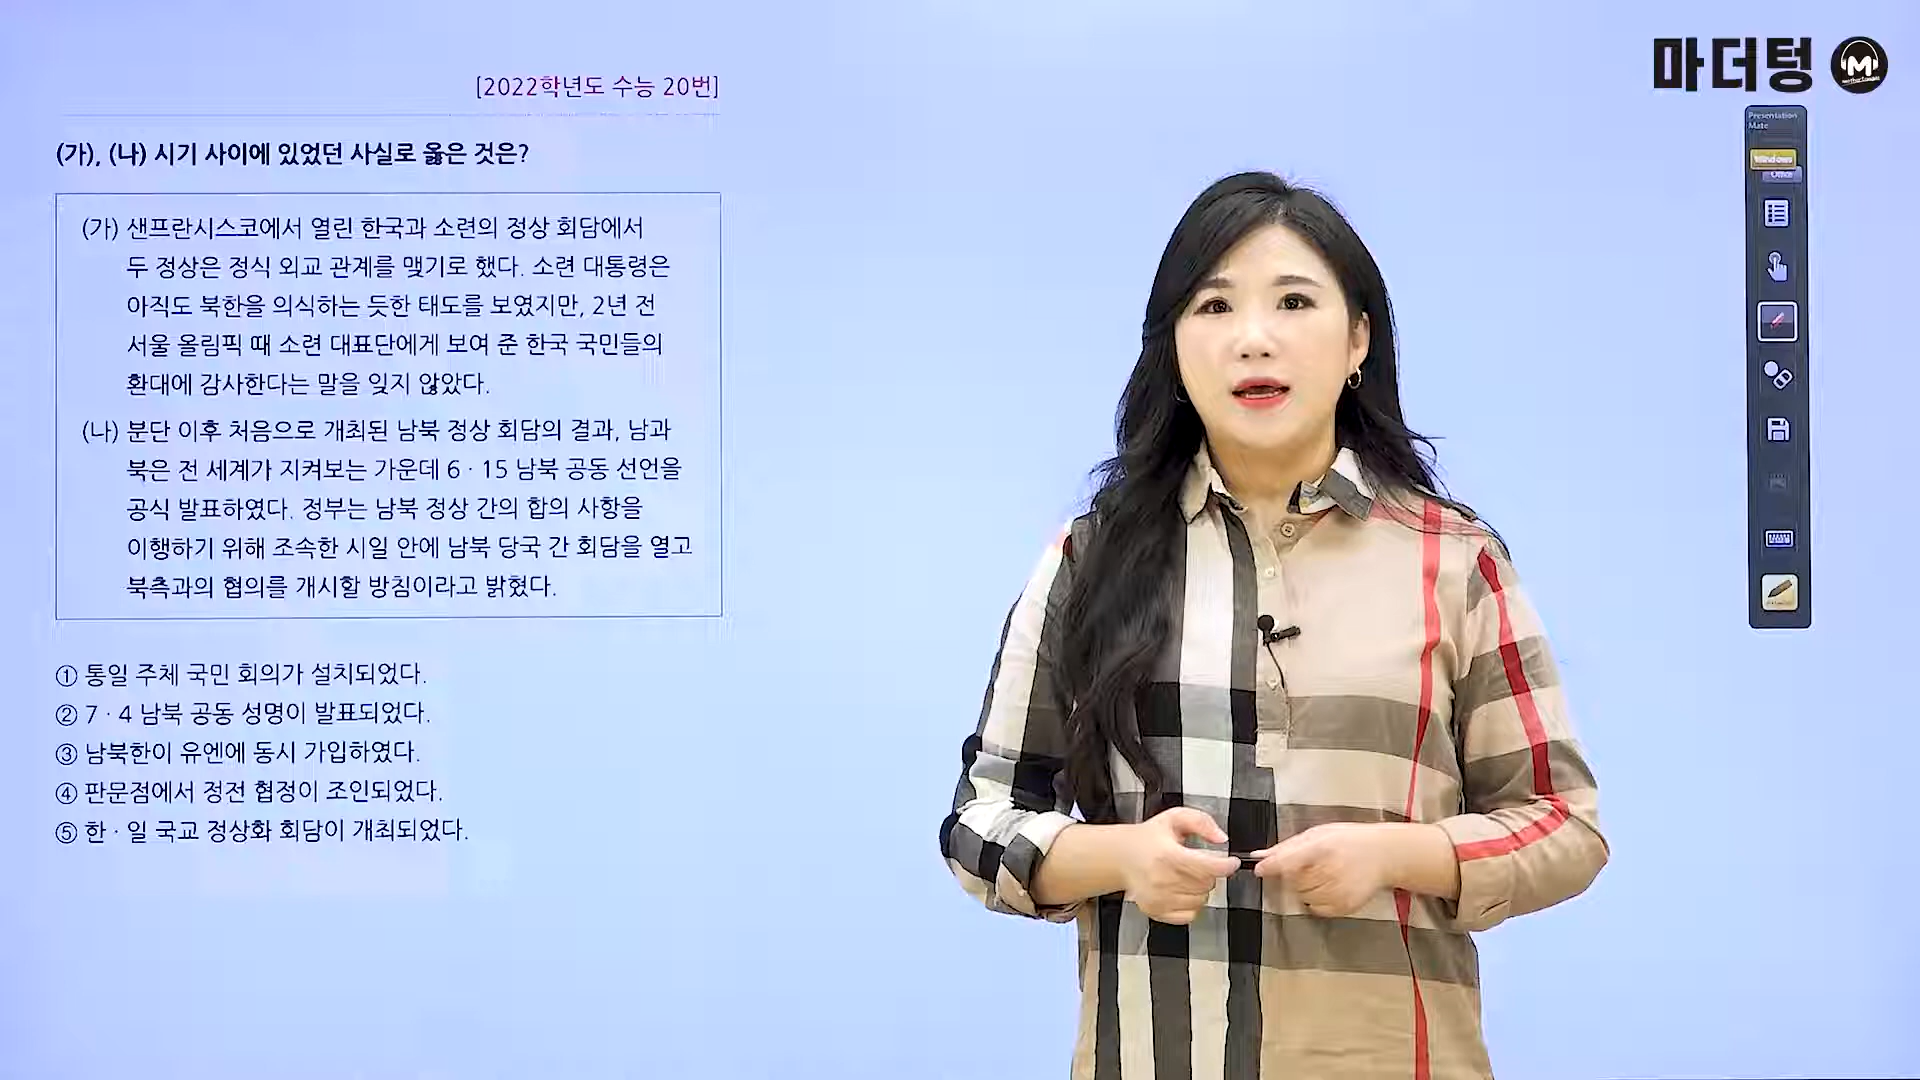 마더텅
M
[2022학년도 수능 20번]
Presentation
Mate
Windows
Office
(가), (나) 시기 사이에 있었던 사실로 옳은 것은?
(가) 샌프란시스코에서 열린 한국과 소련의 정상 회담에서
두 정상은 정식 외교 관계를 맺기로 했다. 소련 대통령은
아직도 북한을 의식하는 듯한 태도를 보였지만, 2년 전
서울 올림픽 때 소련 대표단에게 보여 준 한국 국민들의
환대에 감사한다는 말을 잊지 않았다.
(나) 분단 이후 처음으로 개최된 남북 정상 회담의 결과, 남과
북은 전 세계가 지켜보는 가운데 6 · 15 남북 공동 선언을
공식 발표하였다. 정부는 남북 정상 간의 합의 사항을
이행하기 위해 조속한 시일 안에 남북 당국 간 회담을 열고
북측과의 협의를 개시할 방침이라고 밝혔다.
① 통일 주체 국민 회의가 설치되었다.
② 7 · 4 남북 공동 성명이 발표되었다.
③ 남북한이 유엔에 동시 가입하였다.
④ 판문점에서 정전 협정이 조인되었다.
⑤ 한 · 일 국교 정상화 회담이 개최되었다.